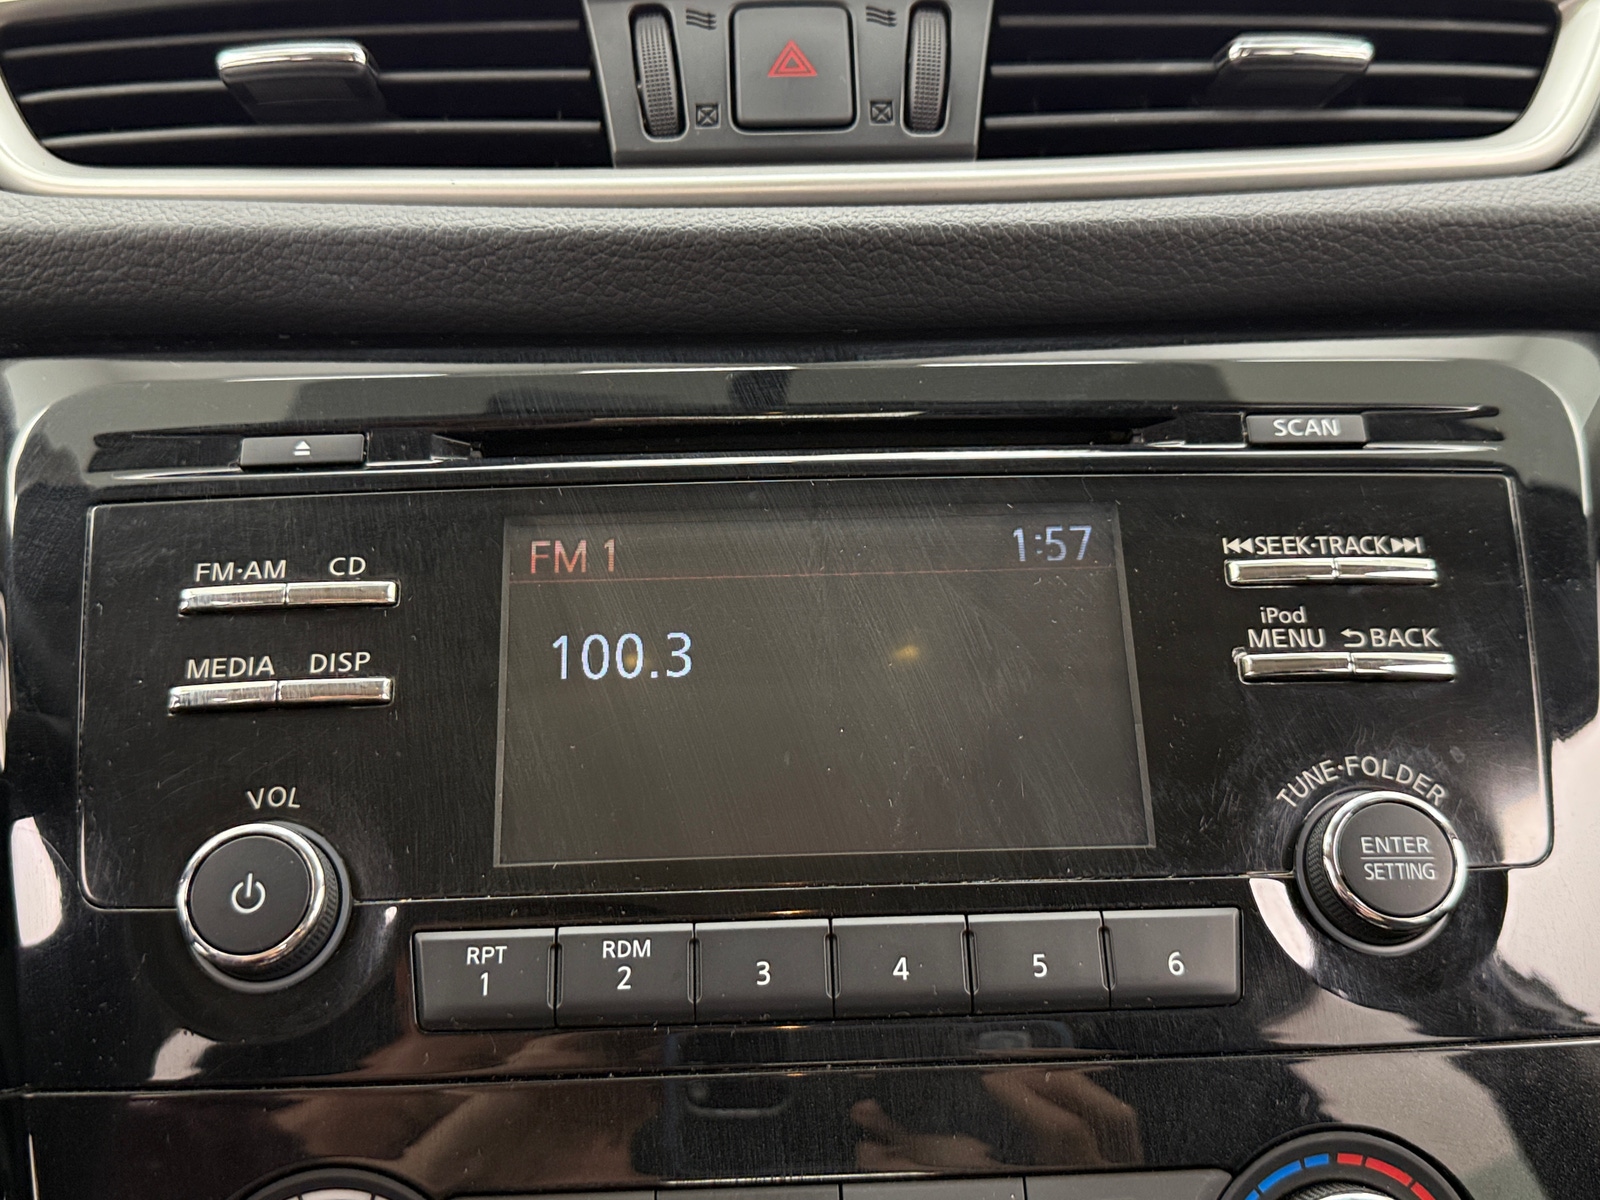 SCAN
FM 1 1:57
100.3
FM·AM CD
MEDIA DISP
VOL
SEEK·TRACK
iPod
MENU BACK
TUNE·FOLDER
ENTER
SETTING
RPT
1
RDM
2
3
4
5
6